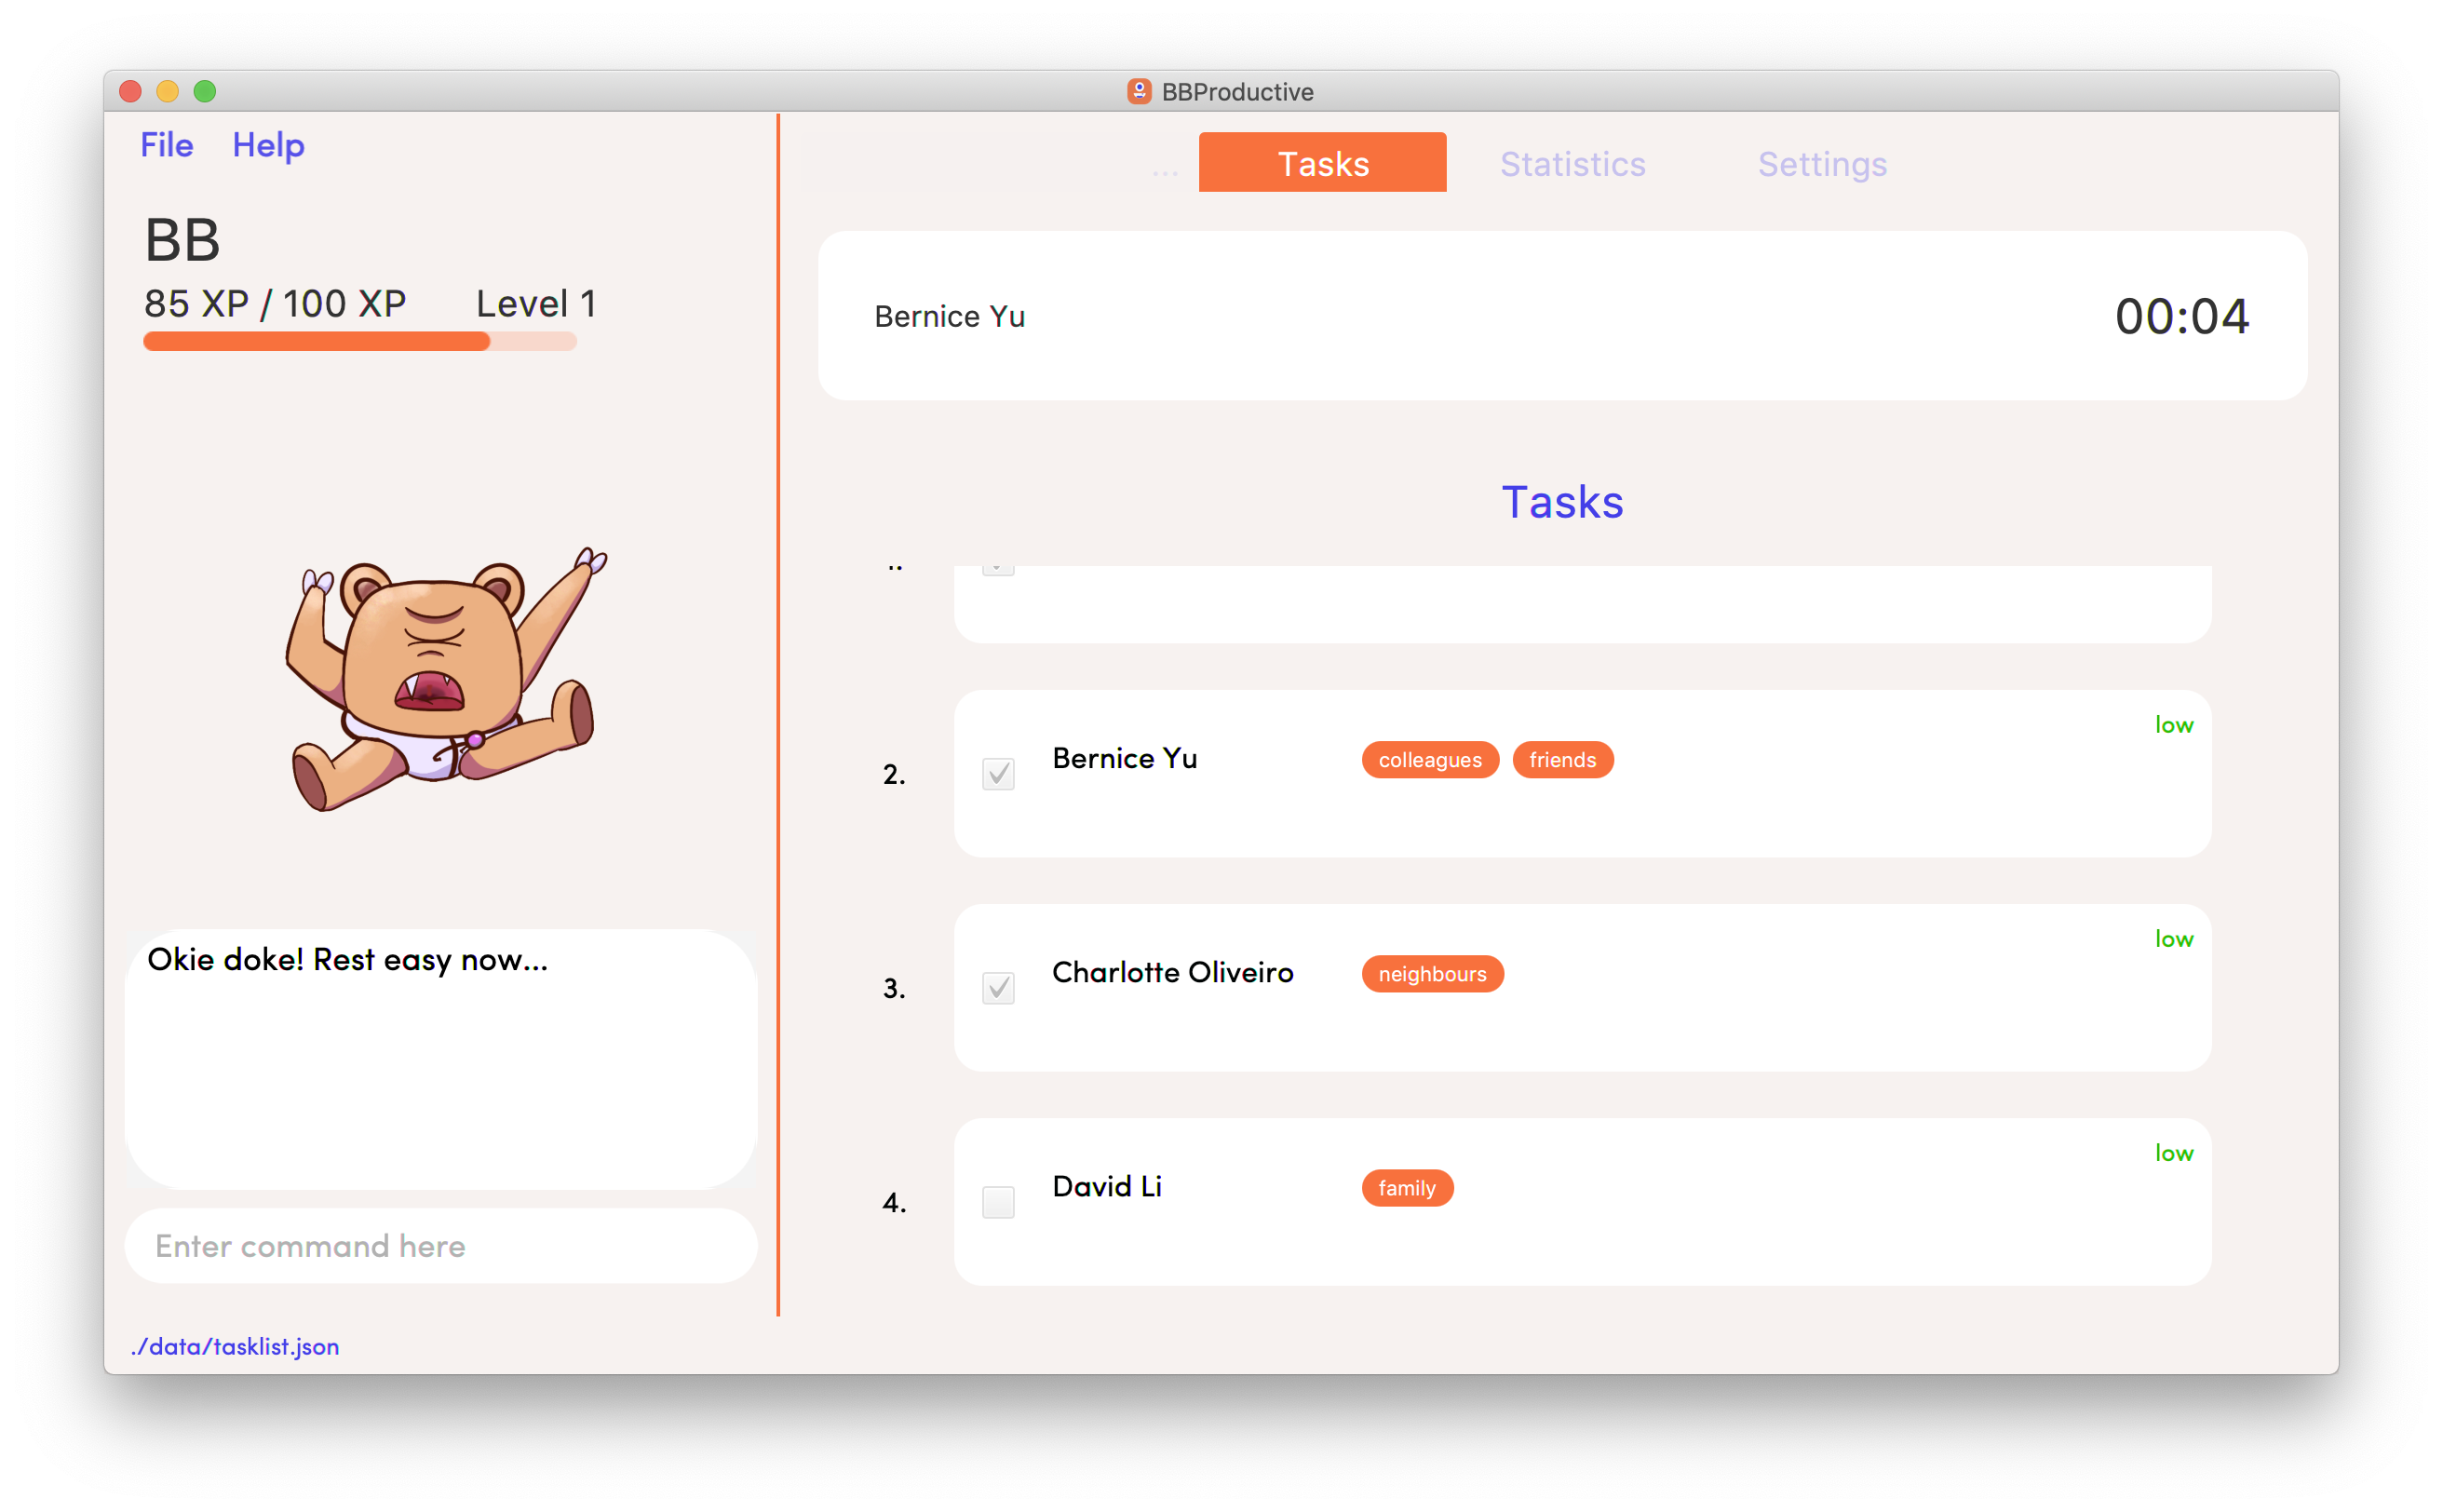 BBProductive
File Help
BB
85 XP / 100 XP Level 1
Okie doke! Rest easy now...
Enter command here
./data/tasklist.json
... Tasks Statistics Settings
Bernice Yu 00:04
Tasks
2. Bernice Yu colleagues friends low
3. Charlotte Oliveiro neighbours low
4. David Li family low